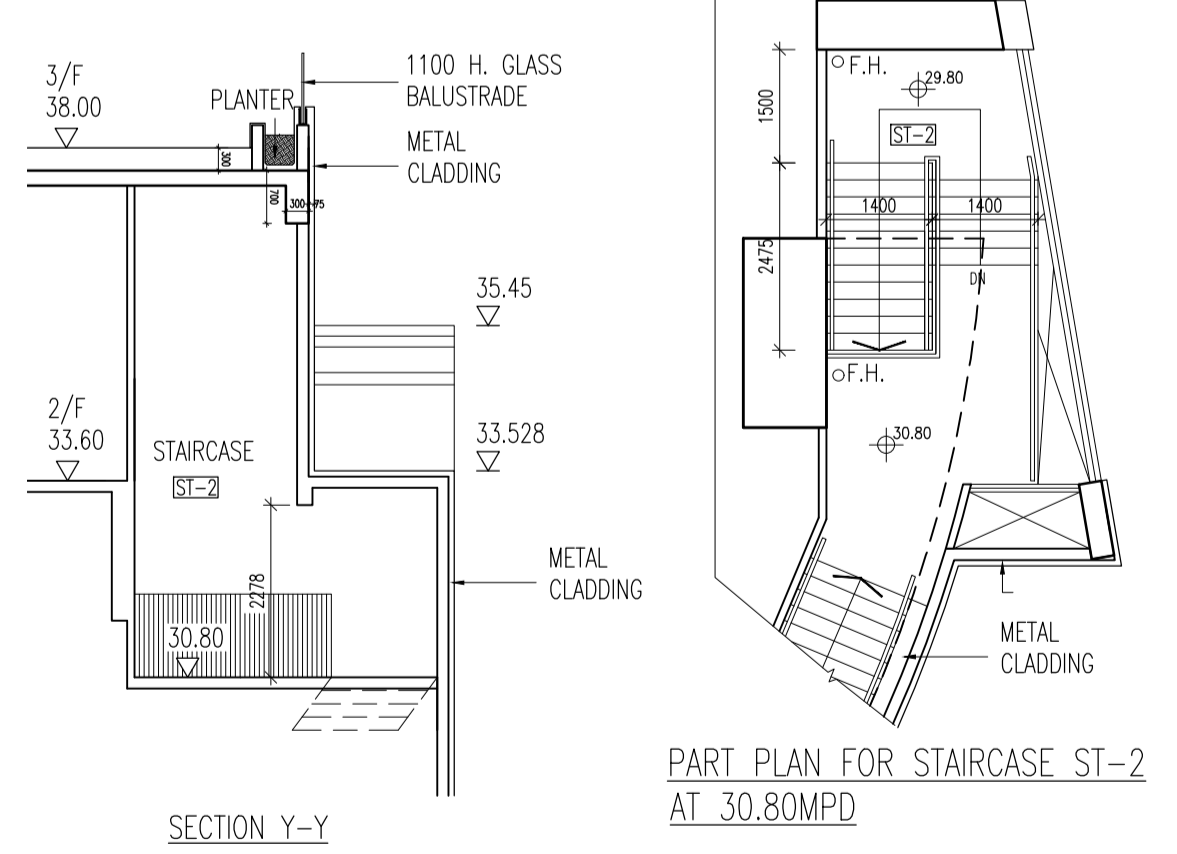 3/F
38.00
PLANTER
1100 H. GLASS
BALUSTRADE
METAL
CLADDING
300
700
300
75
35.45
2/F
33.60
33.528
STAIRCASE
ST-2
2278
METAL
CLADDING
30.80
SECTION Y-Y
F.H.
29.80
1500
ST-2
1400
1400
2475
DN
F.H.
30.80
METAL
CLADDING
PART PLAN FOR STAIRCASE ST-2
AT 30.80MPD